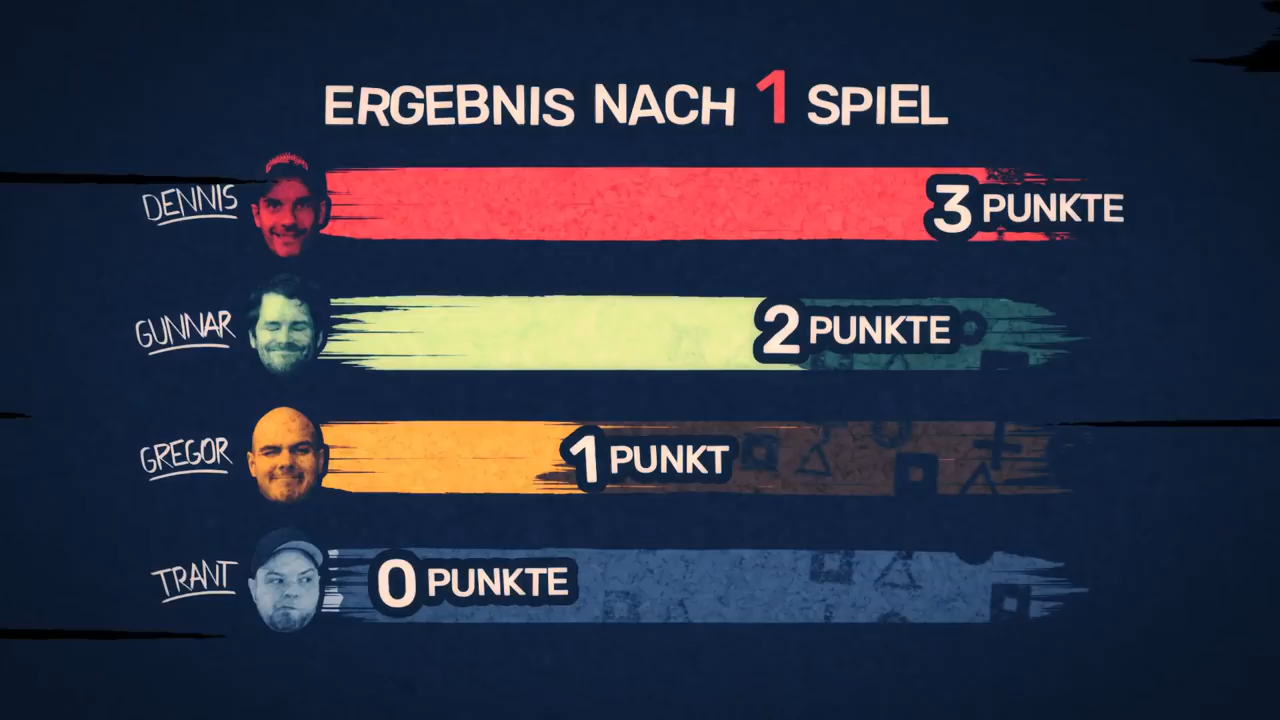 ERGEBNIS NACH 1 SPIEL
DENNIS 3 PUNKTE
GUNNAR 2 PUNKTE
GREGOR 1 PUNKT
TRANT 0 PUNKTE